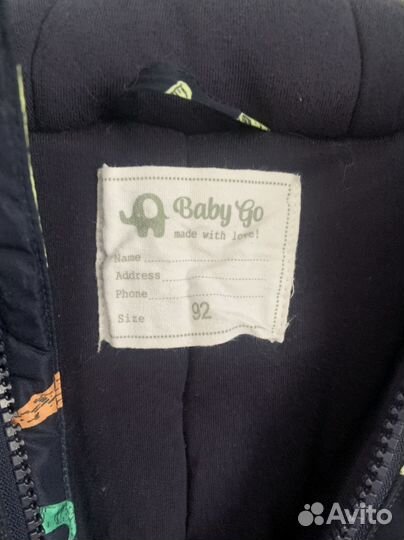 Baby Go
made with love!
Name
Address
Phone
Size 92
Avito